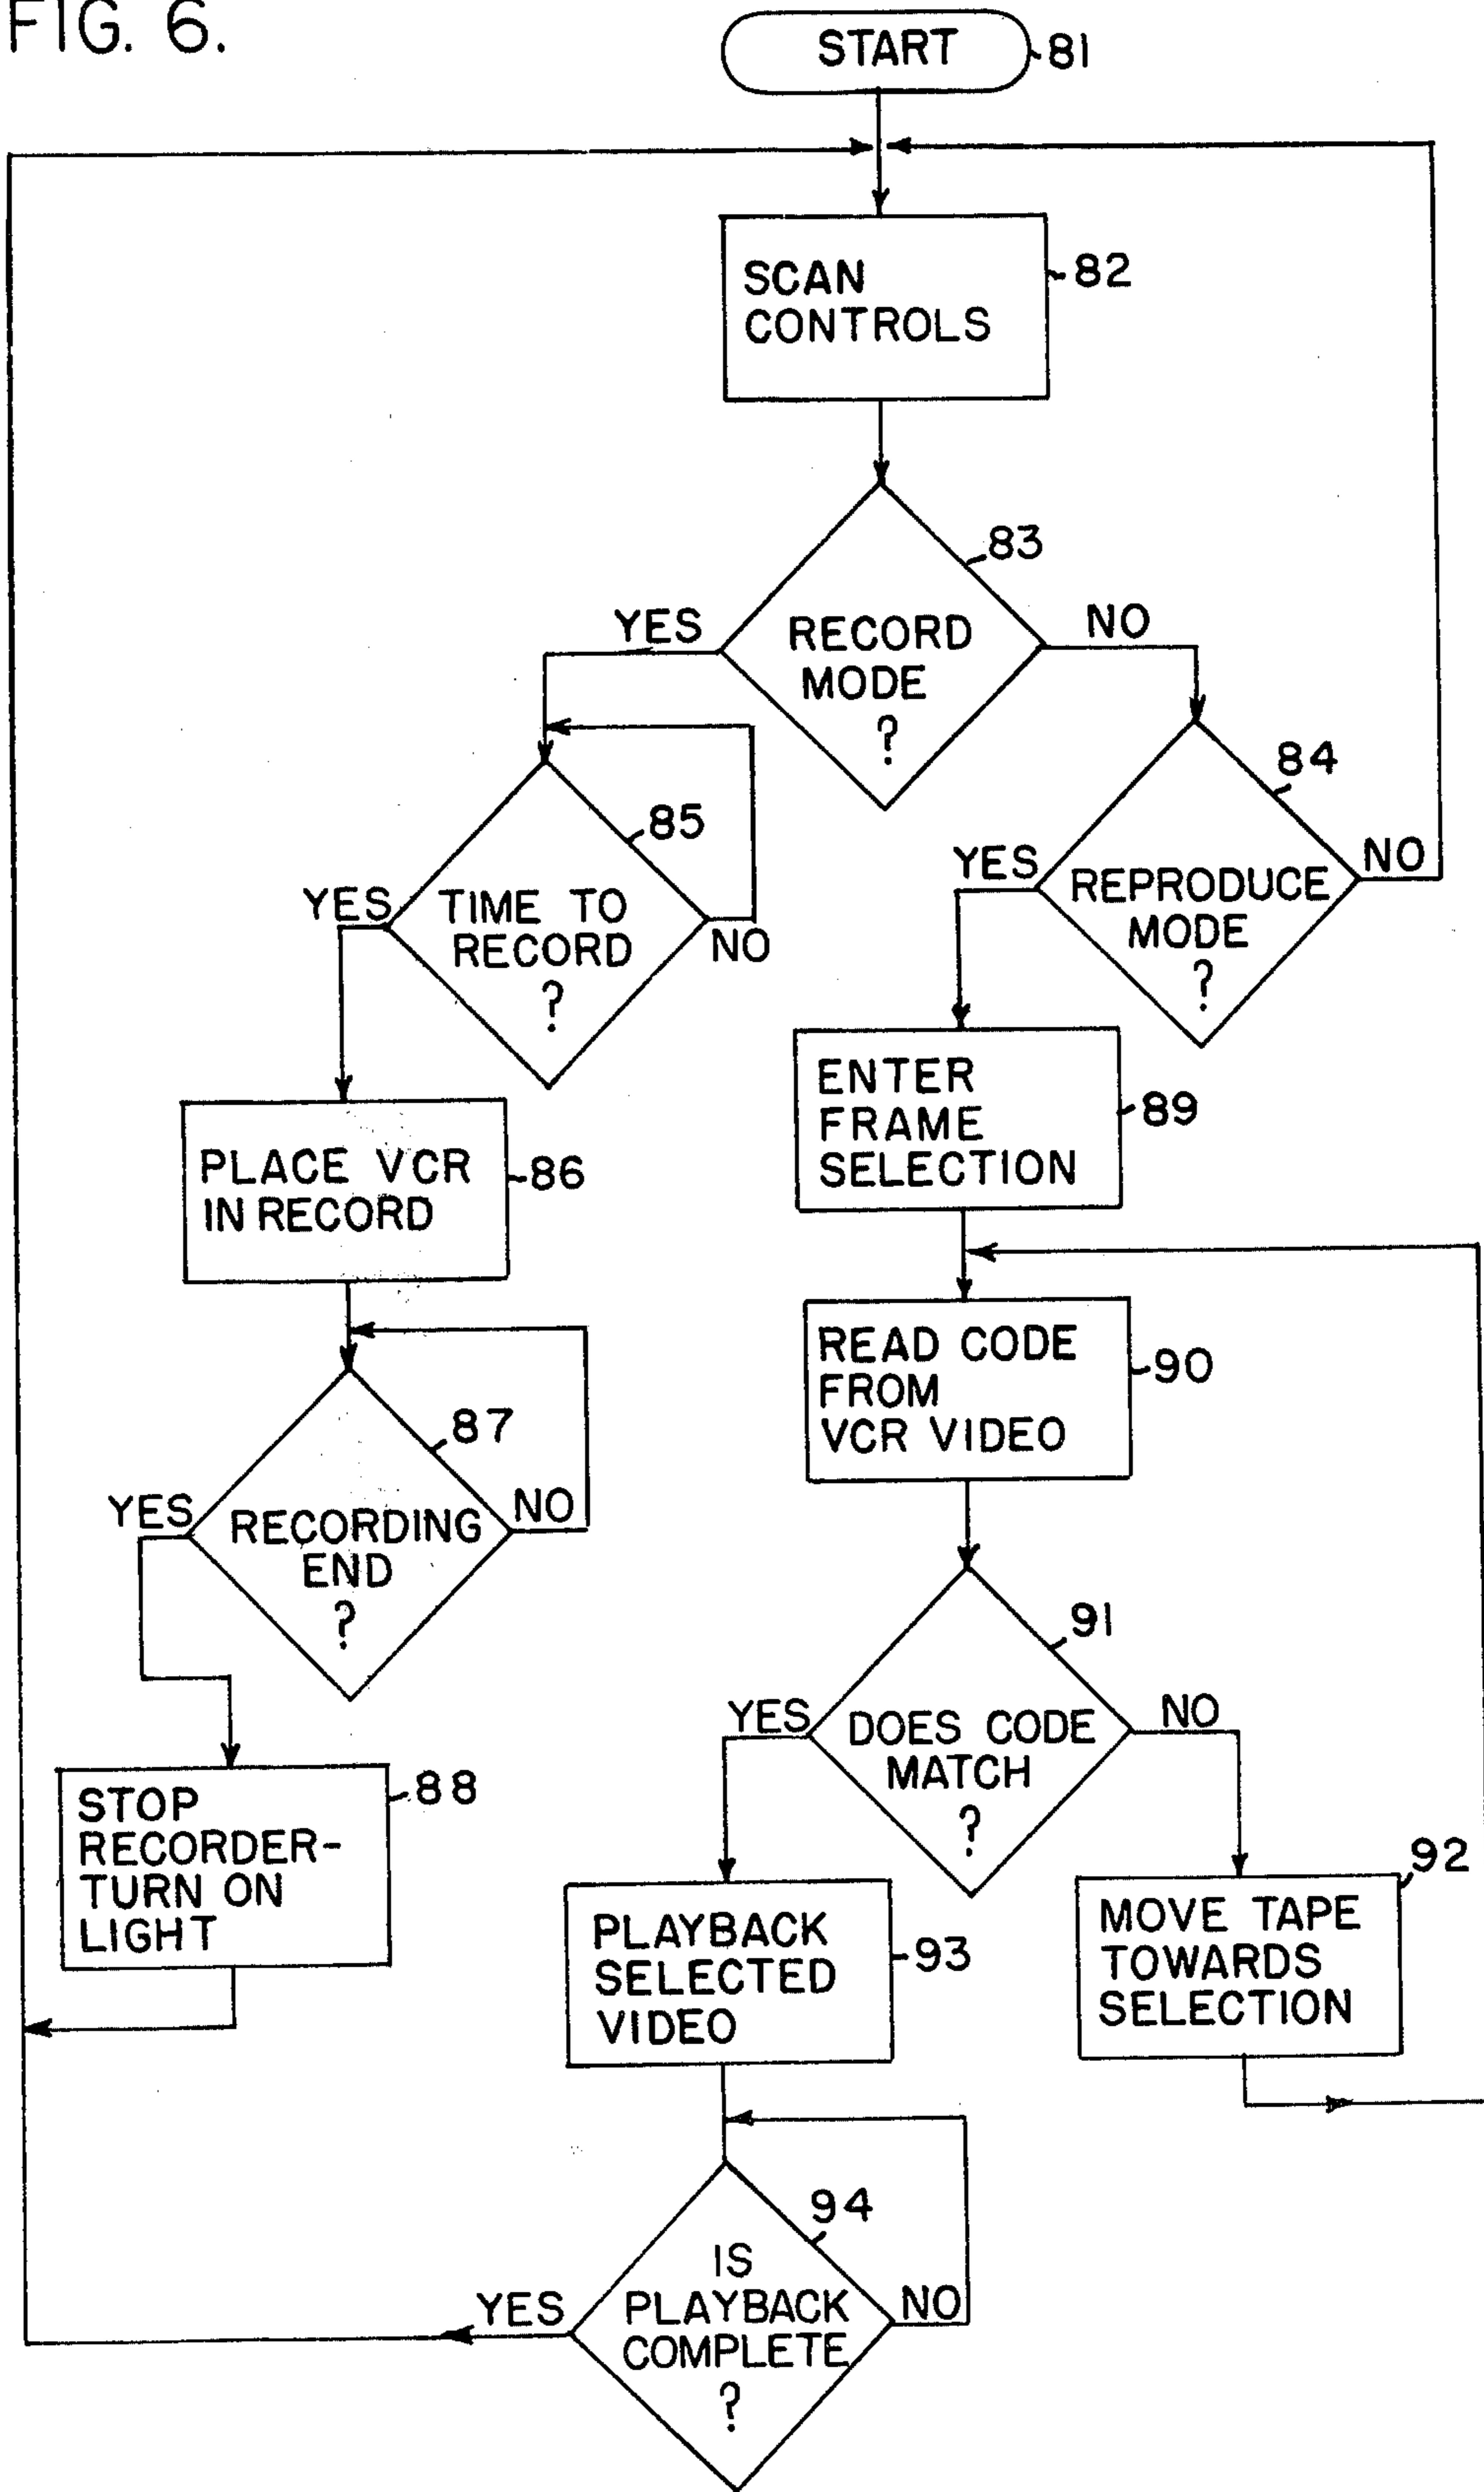 FIG. 6.
START
81
SCAN
CONTROLS
82
83
RECORD
MODE
?
YES
NO
84
REPRODUCE
MODE
?
YES
NO
85
TIME TO
RECORD
?
YES
NO
PLACE VCR
IN RECORD
86
ENTER
FRAME
SELECTION
89
READ CODE
FROM
VCR VIDEO
90
87
RECORDING
END
?
YES
NO
91
DOES CODE
MATCH
?
YES
NO
STOP
RECORDER-
TURN ON
LIGHT
88
PLAYBACK
SELECTED
VIDEO
93
MOVE TAPE
TOWARDS
SELECTION
92
94
IS
PLAYBACK
COMPLETE
?
YES
NO